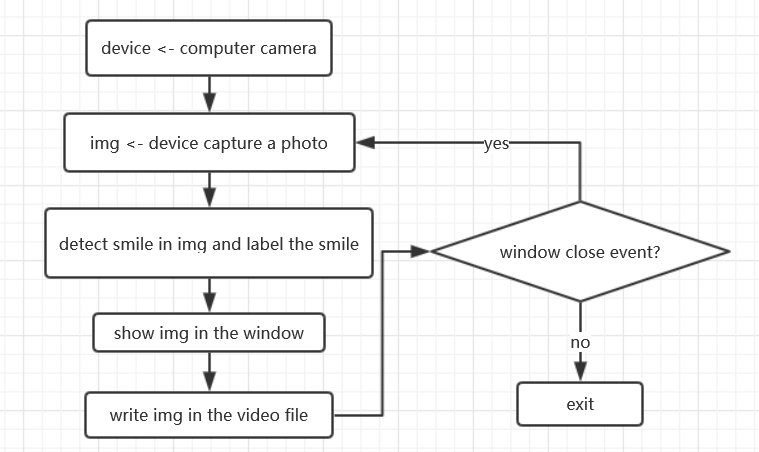 device <- computer camera
img <- device capture a photo
yes
detect smile in img and label the smile
window close event?
show img in the window
no
write img in the video file
exit